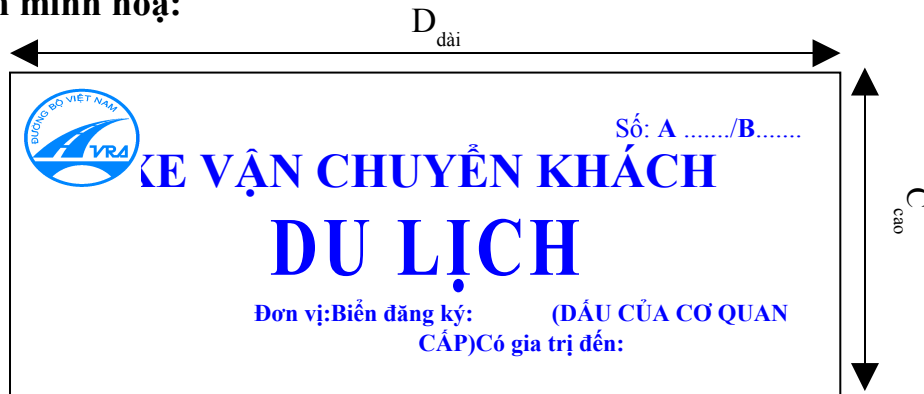 minh hoạ:
D dài
ĐƯỜNG BỘ VIỆT NAM
VRA
Số: A ......./B.......
XE VẬN CHUYỂN KHÁCH
DU LỊCH
Đơn vị:Biển đăng ký: (DẤU CỦA CƠ QUAN
CẤP)Có gia trị đến:
C cao